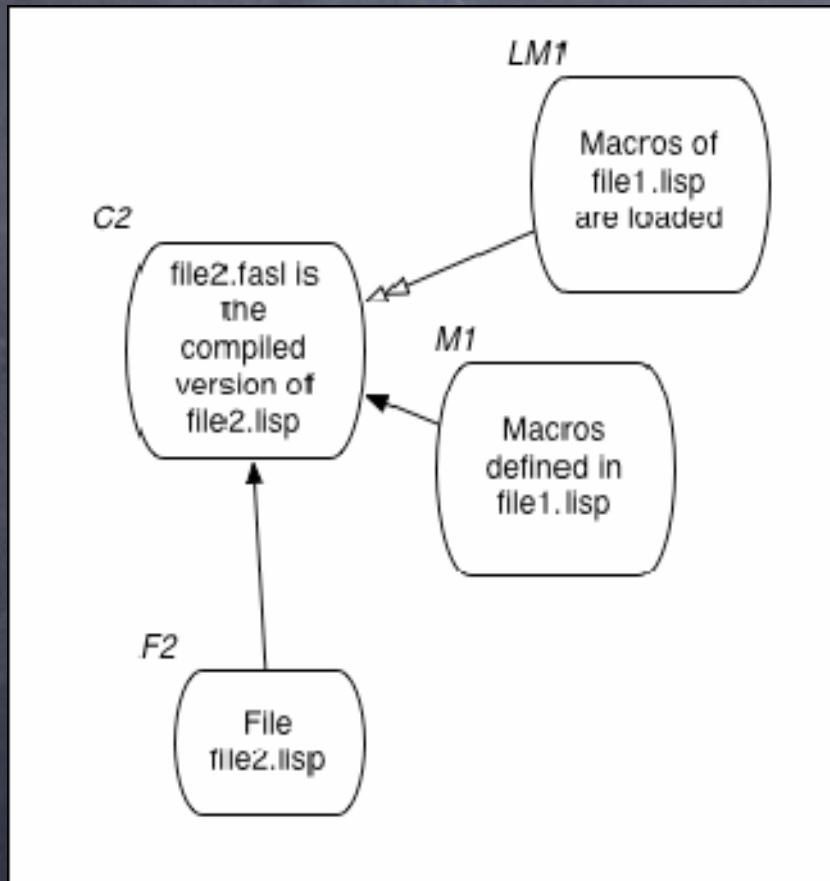 LM1
Macros of
file1.lisp
are loaded
C2
file2.fasl is
the
compiled
version of
file2.lisp
M1
Macros
defined in
file1.lisp
F2
File
file2.lisp